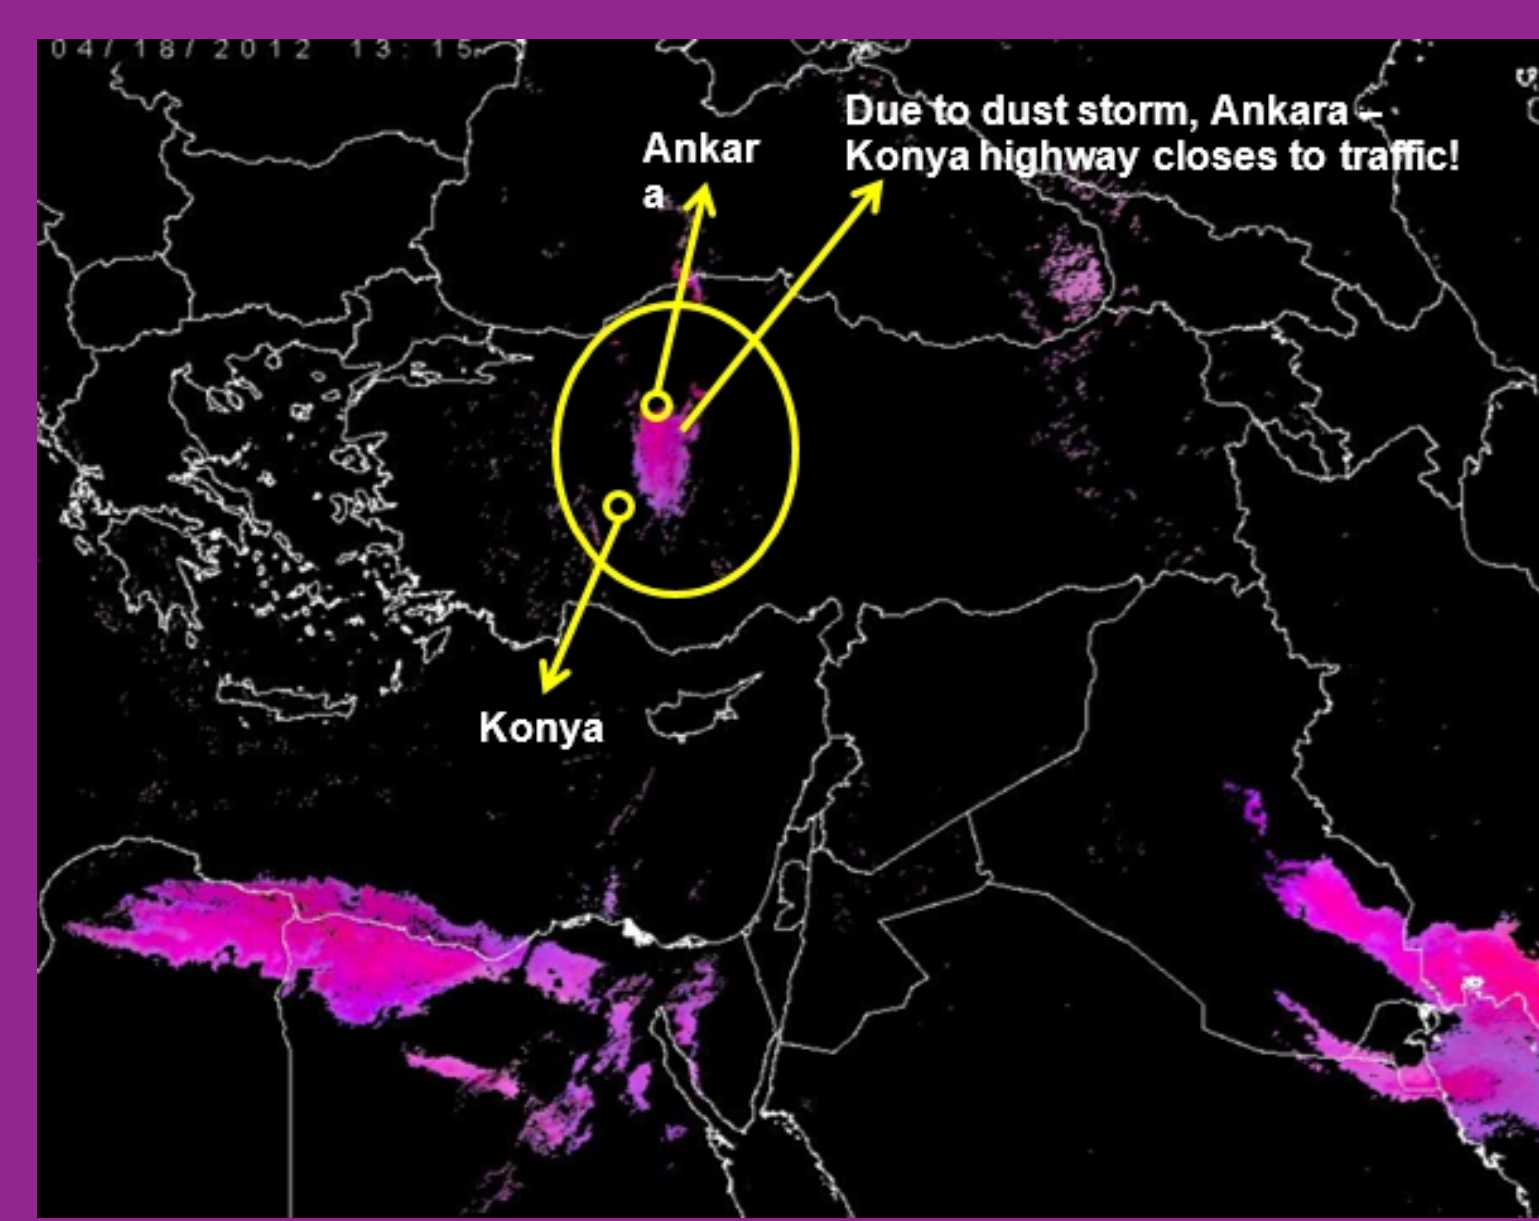 04/18/2012 13:15
Due to dust storm, Ankara –
Konya highway closes to traffic!
Ankar
a
Konya